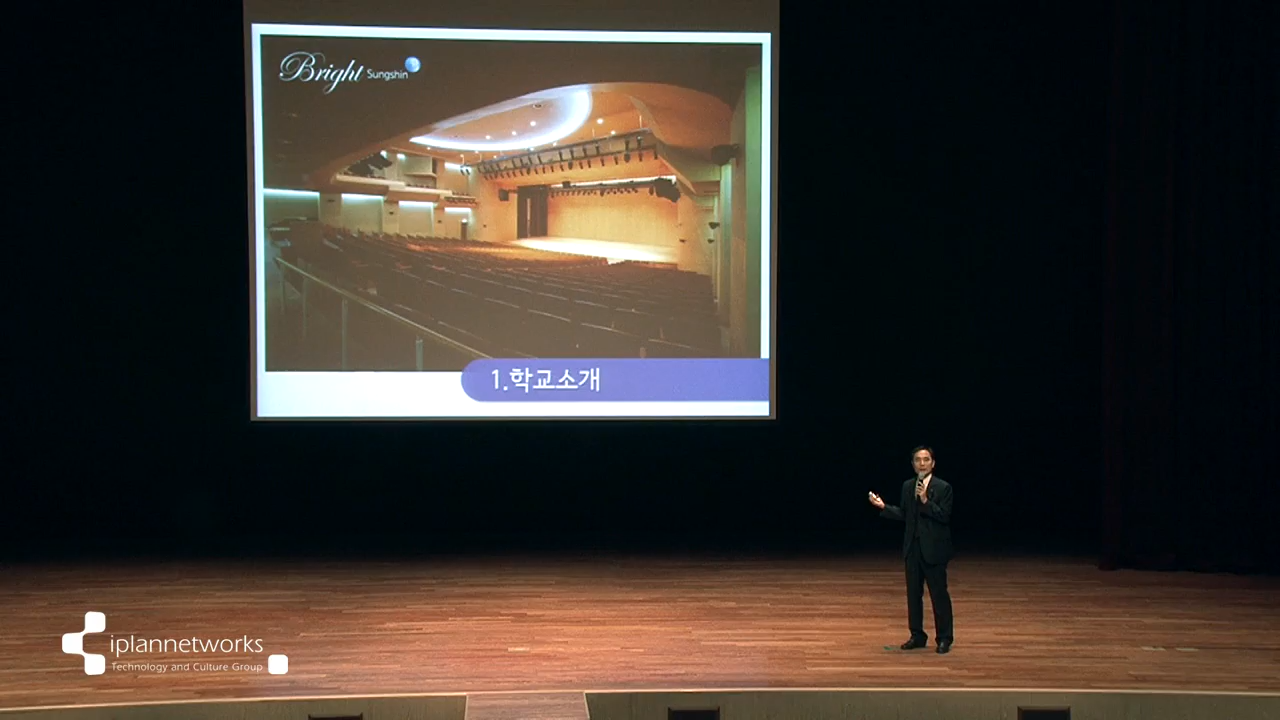 Bright Sungshin
1.학교소개
iplannetworks
Technology and Culture Group